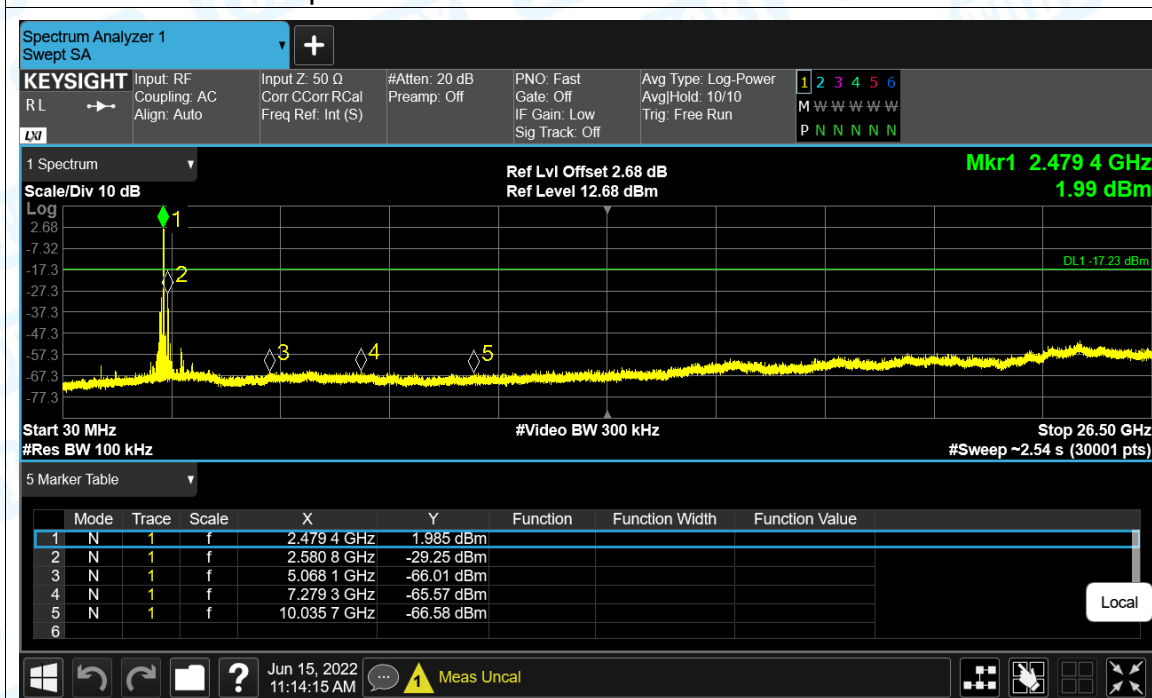 Spectrum Analyzer 1
Swept SA
+
KEYSIGHT
RL
LXI
Input: RF
Coupling: AC
Align: Auto
Input Z: 50 Ω
Corr CCorr RCal
Freq Ref: Int (S)
#Atten: 20 dB
Preamp: Off
PNO: Fast
Gate: Off
IF Gain: Low
Sig Track: Off
Avg Type: Log-Power
Avg|Hold: 10/10
Trig: Free Run
1 2 3 4 5 6
M W W W W W
P N N N N N
1 Spectrum
Scale/Div 10 dB
Ref Lvl Offset 2.68 dB
Ref Level 12.68 dBm
Mkr1 2.479 4 GHz
1.99 dBm
Log
2.68
-7.32
-17.3
-27.3
-37.3
-47.3
-57.3
-67.3
-77.3
1
2
3
4
5
DL1 -17.23 dBm
Start 30 MHz
#Video BW 300 kHz
Stop 26.50 GHz
#Res BW 100 kHz
#Sweep ~2.54 s (30001 pts)
5 Marker Table
Mode Trace Scale X Y Function Function Width Function Value
1 N 1 f 2.479 4 GHz 1.985 dBm
2 N 1 f 2.580 8 GHz -29.25 dBm
3 N 1 f 5.068 1 GHz -66.01 dBm
4 N 1 f 7.279 3 GHz -65.57 dBm
5 N 1 f 10.035 7 GHz -66.58 dBm
6
Local
?
Jun 15, 2022
11:14:15 AM
1
Meas Uncal